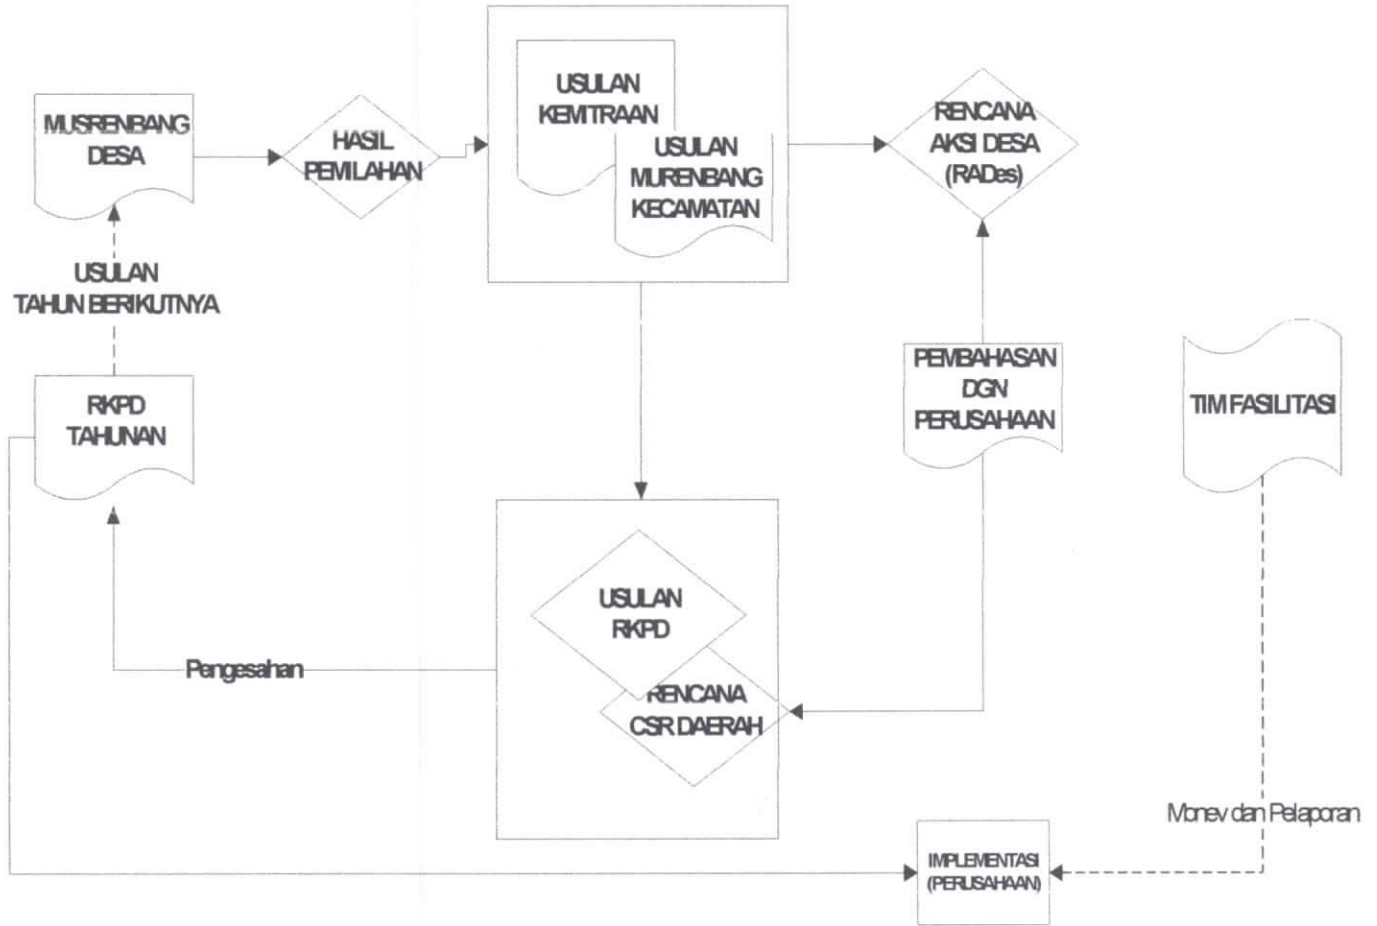 MUSRENBANG
DESA
HASIL
PEMILAHAN
USULAN
KEMITRAAN
USULAN
MURENBANG
KECAMATAN
RENCANA
AKSI DESA
(RADes)
USULAN
TAHUN BERIKUTNYA
RKPD
TAHUNAN
PEMBAHASAN
DGN
PERUSAHAAN
TIM FASILITASI
USULAN
RKPD
Pengesahan
RENCANA
CSR DAERAH
Monev dan Pelaporan
IMPLEMENTASI
(PERUSAHAAN)